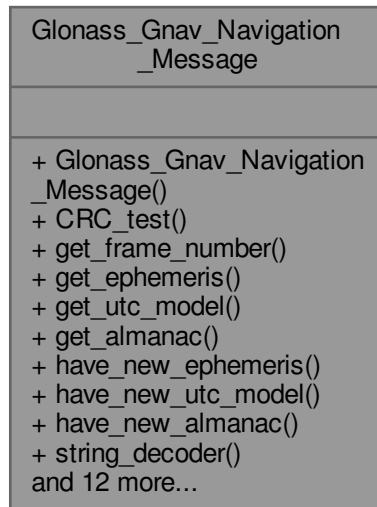 Glonass_Gnav_Navigation
_Message
+ Glonass_Gnav_Navigation
_Message()
+ CRC_test()
+ get_frame_number()
+ get_ephemeris()
+ get_utc_model()
+ get_almanac()
+ have_new_ephemeris()
+ have_new_utc_model()
+ have_new_almanac()
+ string_decoder()
and 12 more...